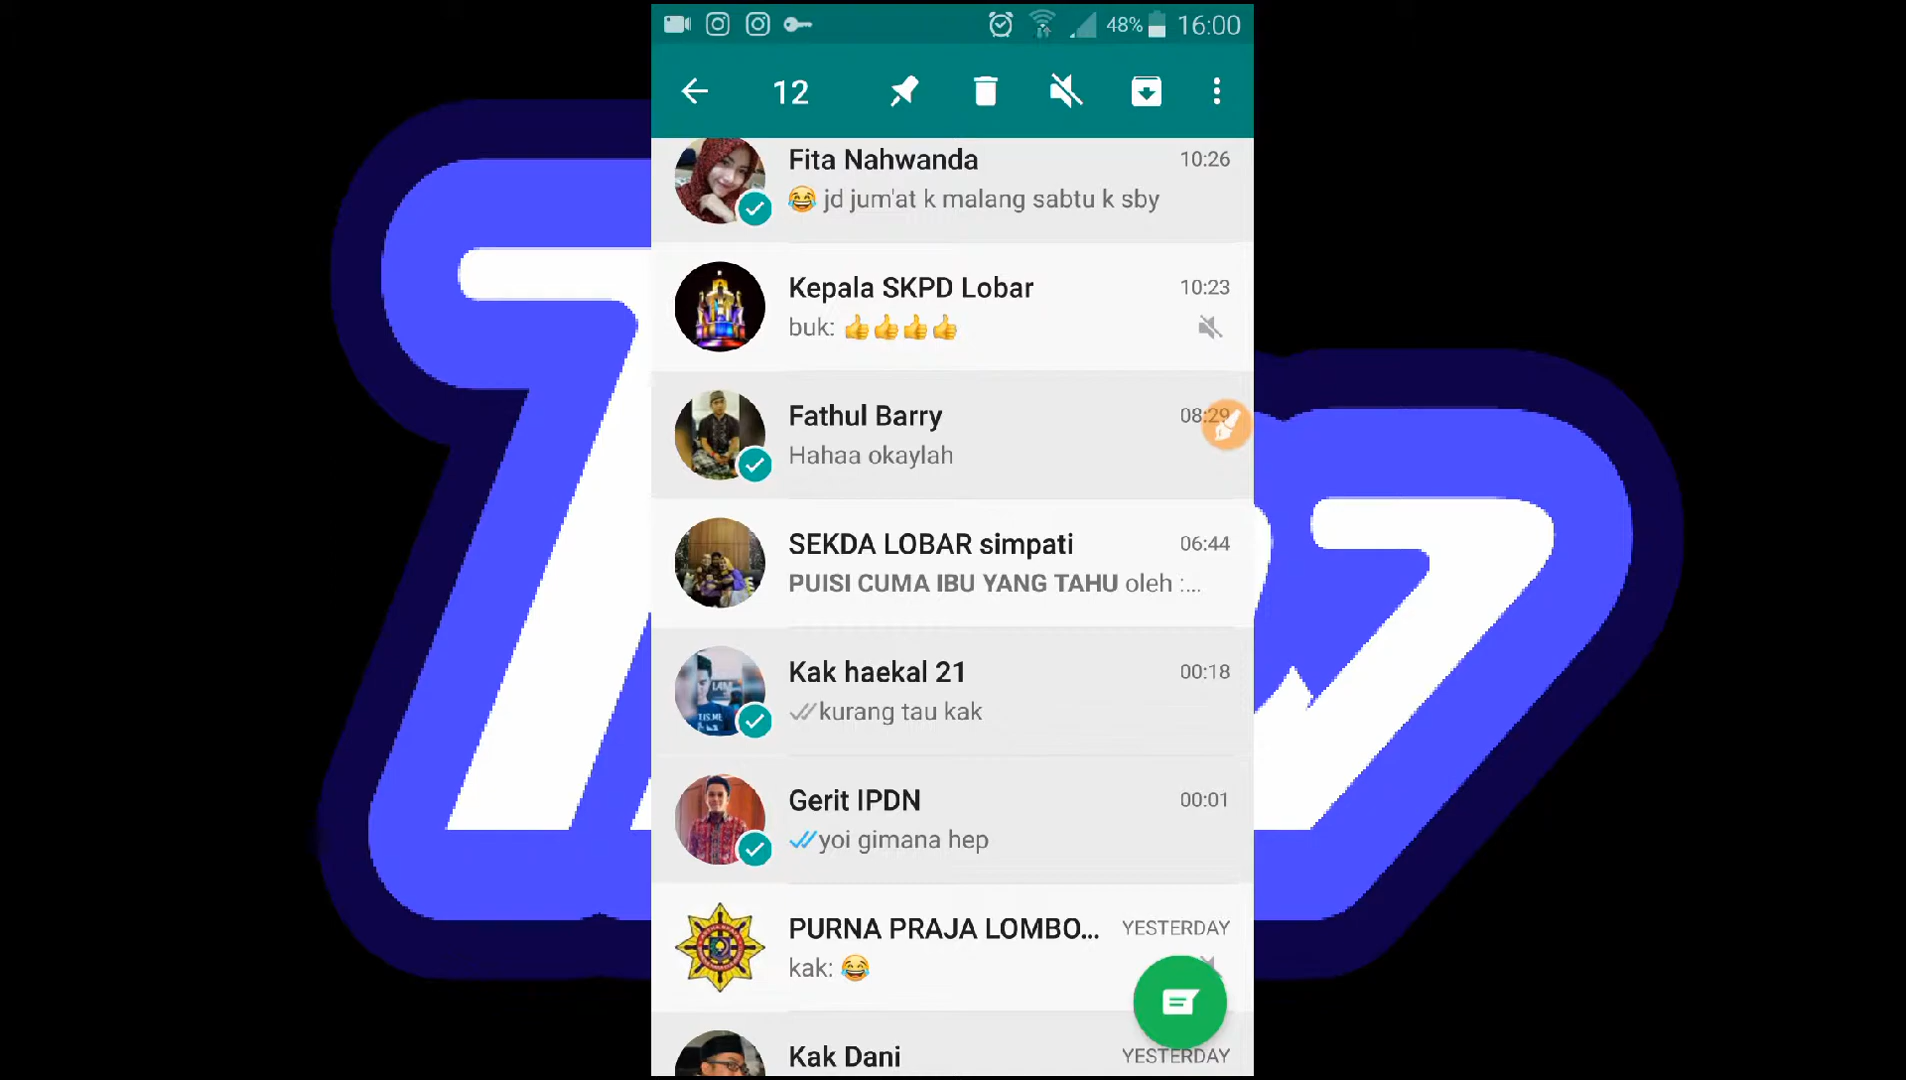 48% 16:00
12
Fita Nahwanda 10:26
😂 jd jum'at k malang sabtu k sby
Kepala SKPD Lobar 10:23
buk: 👍👍👍👍
Fathul Barry 08:29
Hahaa okaylah
SEKDA LOBAR simpati 06:44
PUISI CUMA IBU YANG TAHU oleh :...
Kak haekal 21 00:18
kurang tau kak
Gerit IPDN 00:01
yoi gimana hep
PURNA PRAJA LOMBO... YESTERDAY
kak: 😂
Kak Dani YESTERDAY